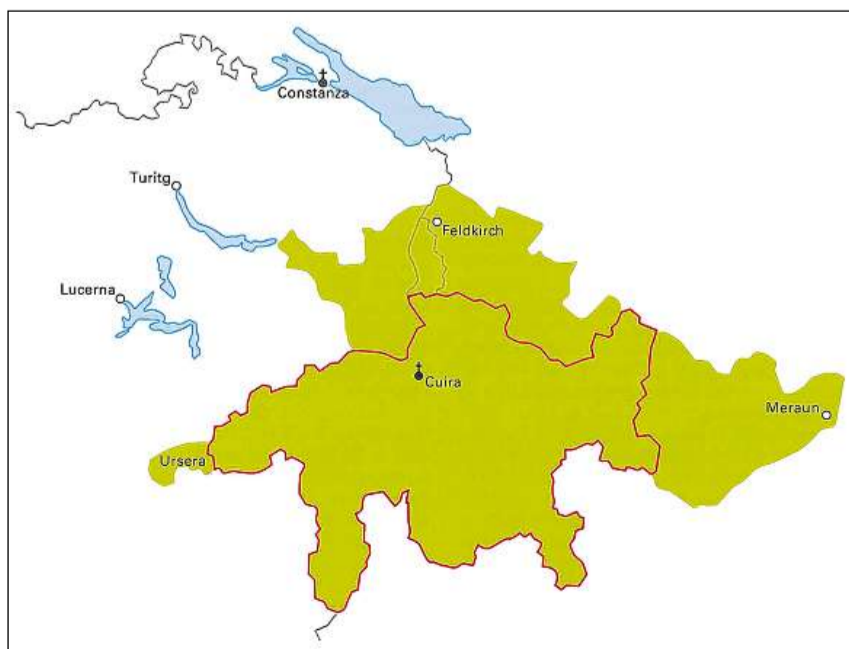 Constanza
Turitg
Feldkirch
Lucerna
Cuira
Meraun
Ursera